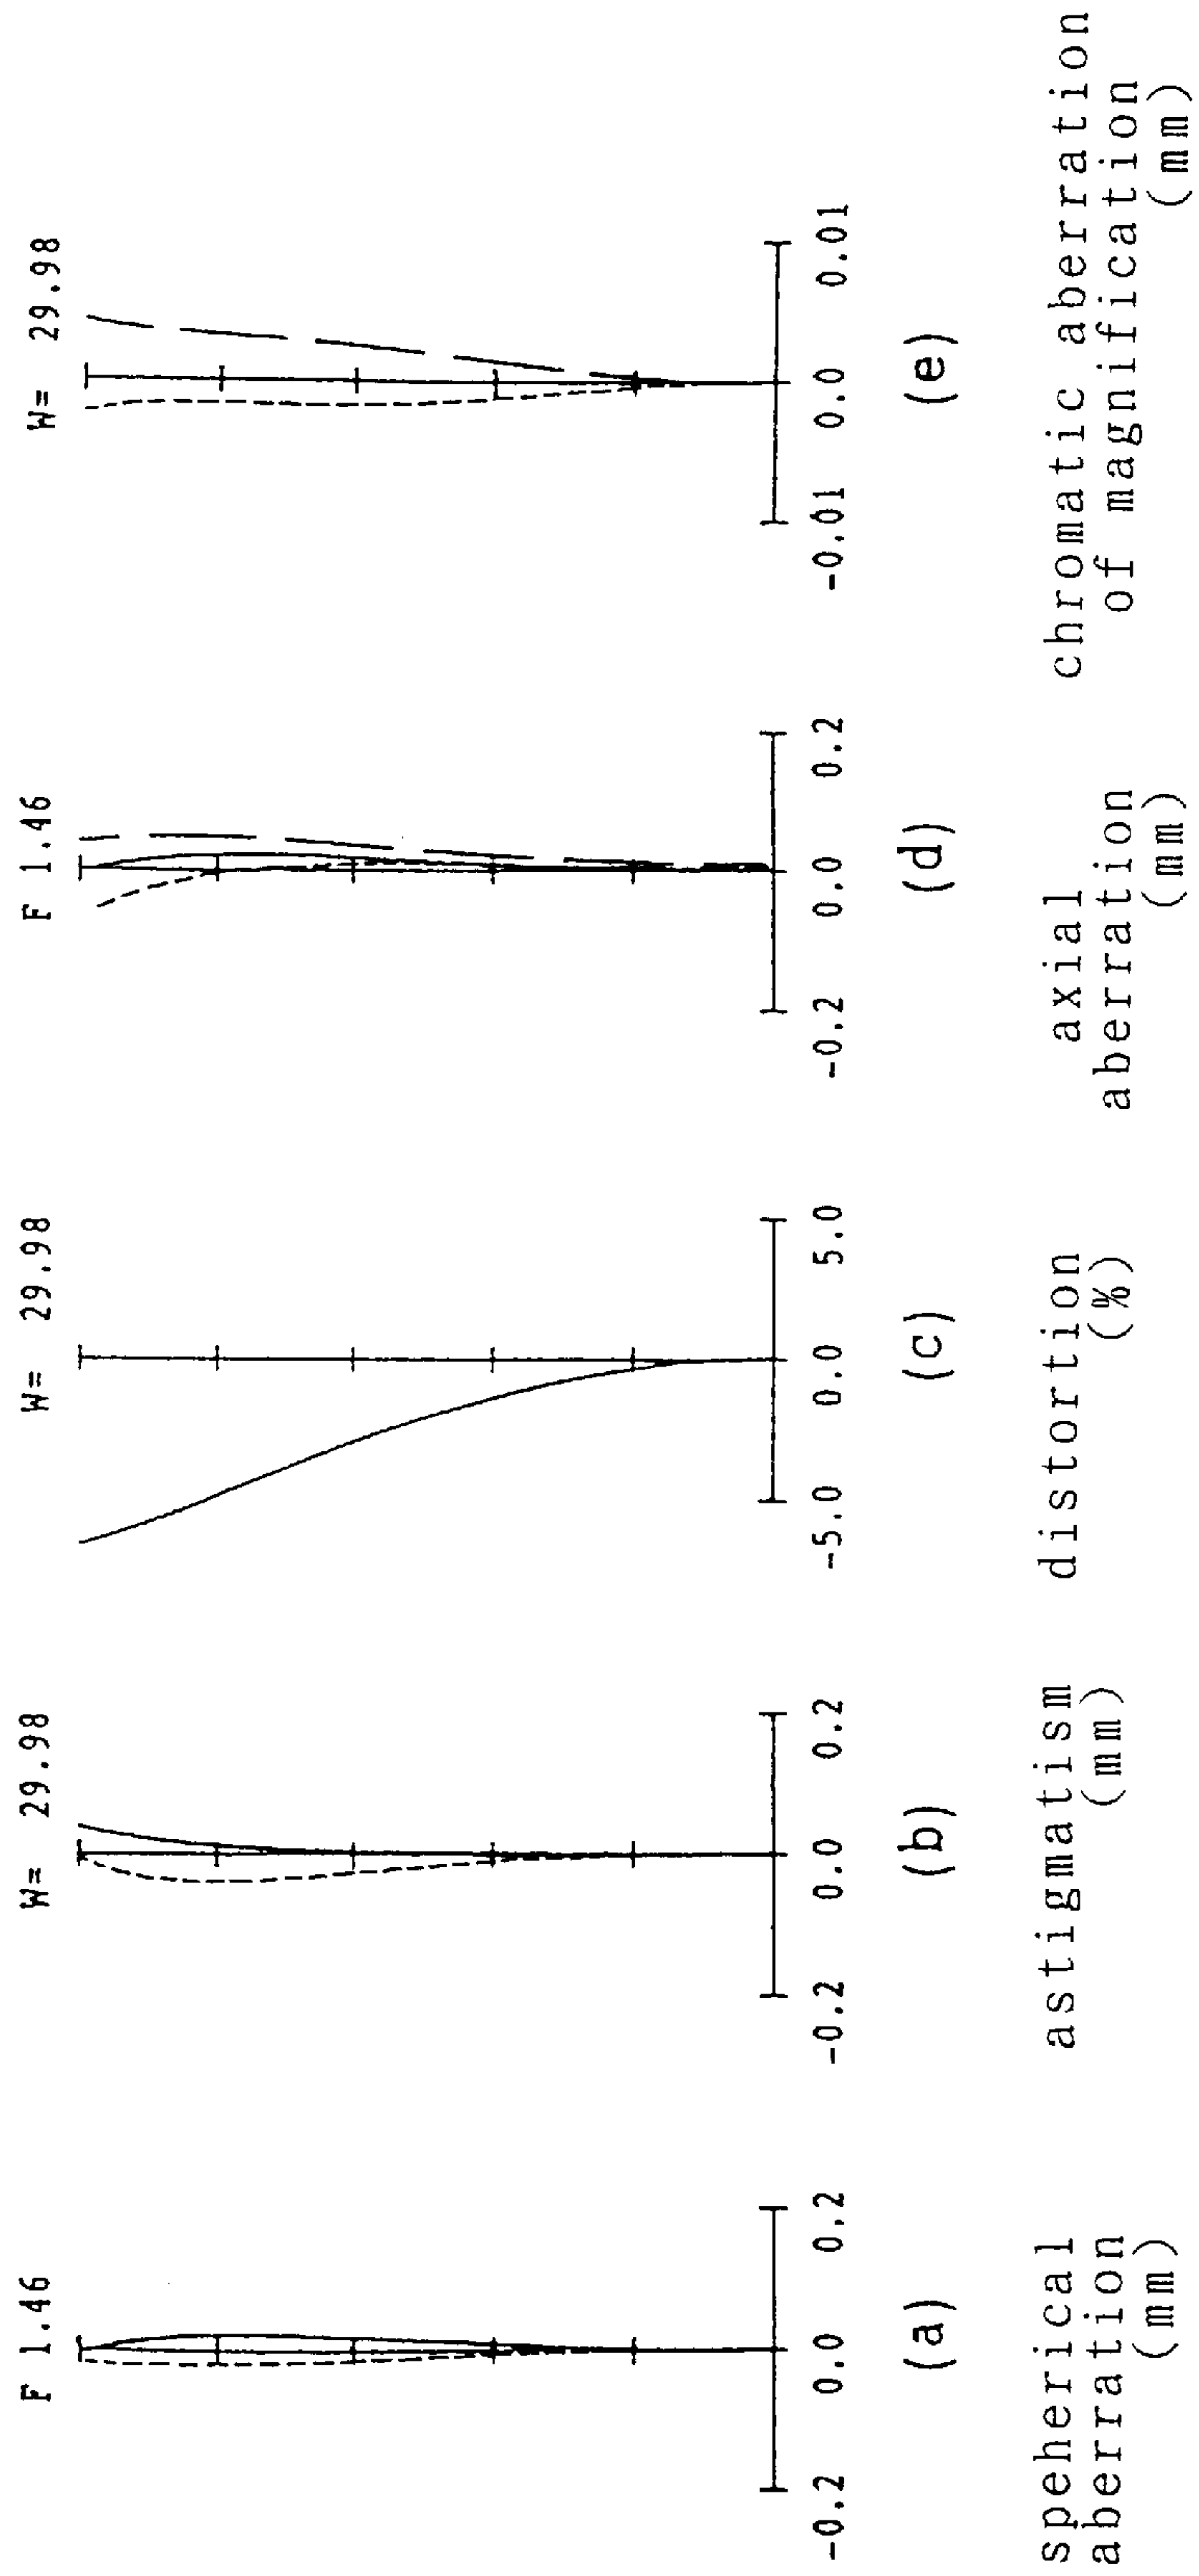 F 1.46
-0.2 0.0 0.2
(a)
speherical
aberration
(mm)
W= 29.98
-0.2 0.0 0.2
(b)
astigmatism
(mm)
W= 29.98
-5.0 0.0 5.0
(c)
distortion
(%)
F 1.46
-0.2 0.0 0.2
(d)
axial
aberration
(mm)
W= 29.98
-0.01 0.0 0.01
(e)
chromatic aberration
of magnification
(mm)